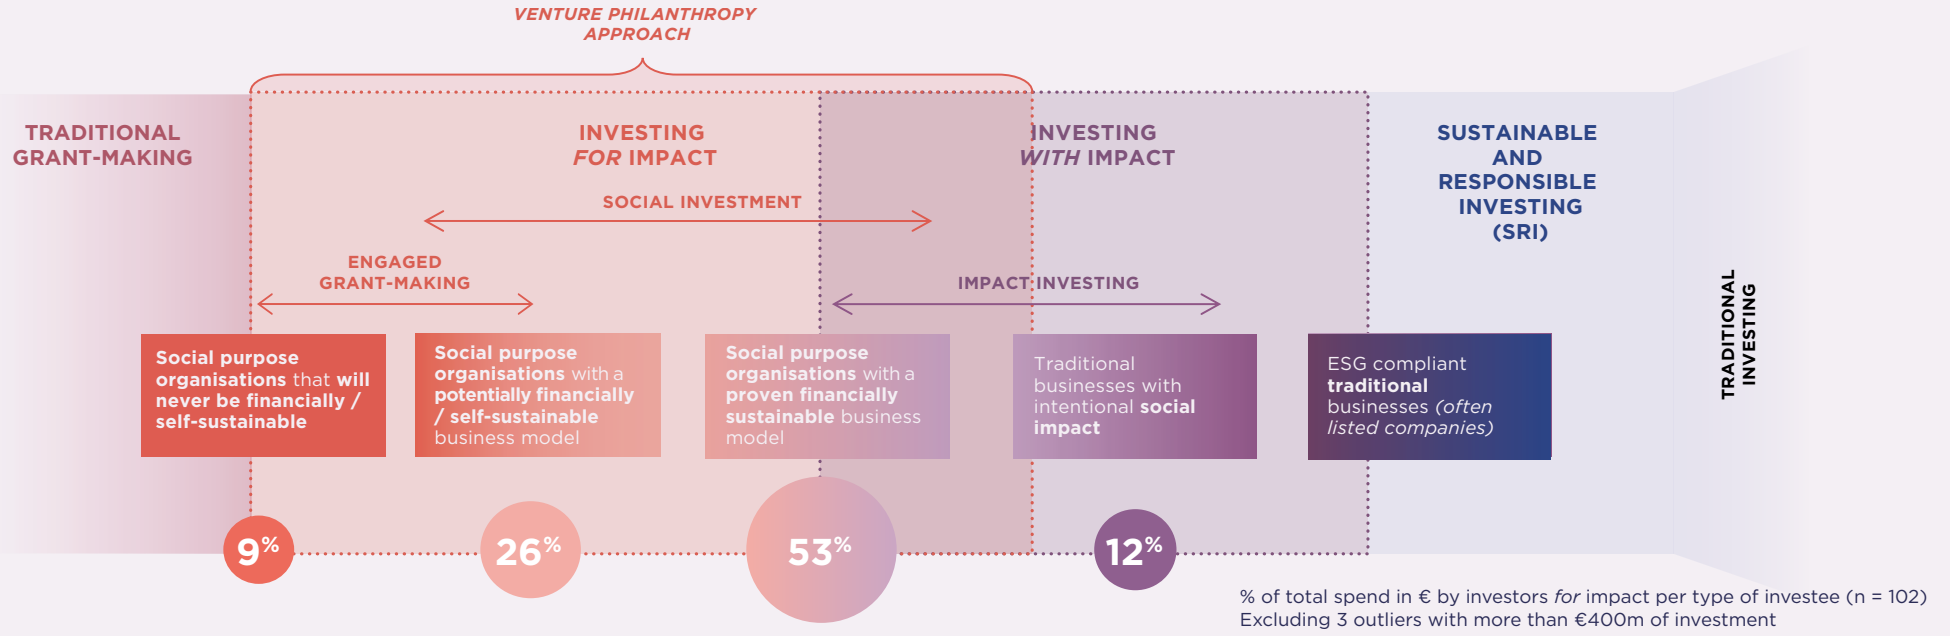 VENTURE PHILANTHROPY
APPROACH
TRADITIONAL
GRANT-MAKING
INVESTING
FOR IMPACT
INVESTING
WITH IMPACT
SUSTAINABLE
AND
RESPONSIBLE
INVESTING
(SRI)
SOCIAL INVESTMENT
ENGAGED
GRANT-MAKING
IMPACT INVESTING
TRADITIONAL
INVESTING
Social purpose
organisations that will
never be financially /
self-sustainable
Social purpose
organisations with a
potentially financially
/ self-sustainable
business model
Social purpose
organisations with a
proven financially
sustainable business
model
Traditional
businesses with
intentional social
impact
ESG compliant
traditional
businesses (often
listed companies)
9%
26%
53%
12%
% of total spend in € by investors for impact per type of investee (n = 102)
Excluding 3 outliers with more than €400m of investment